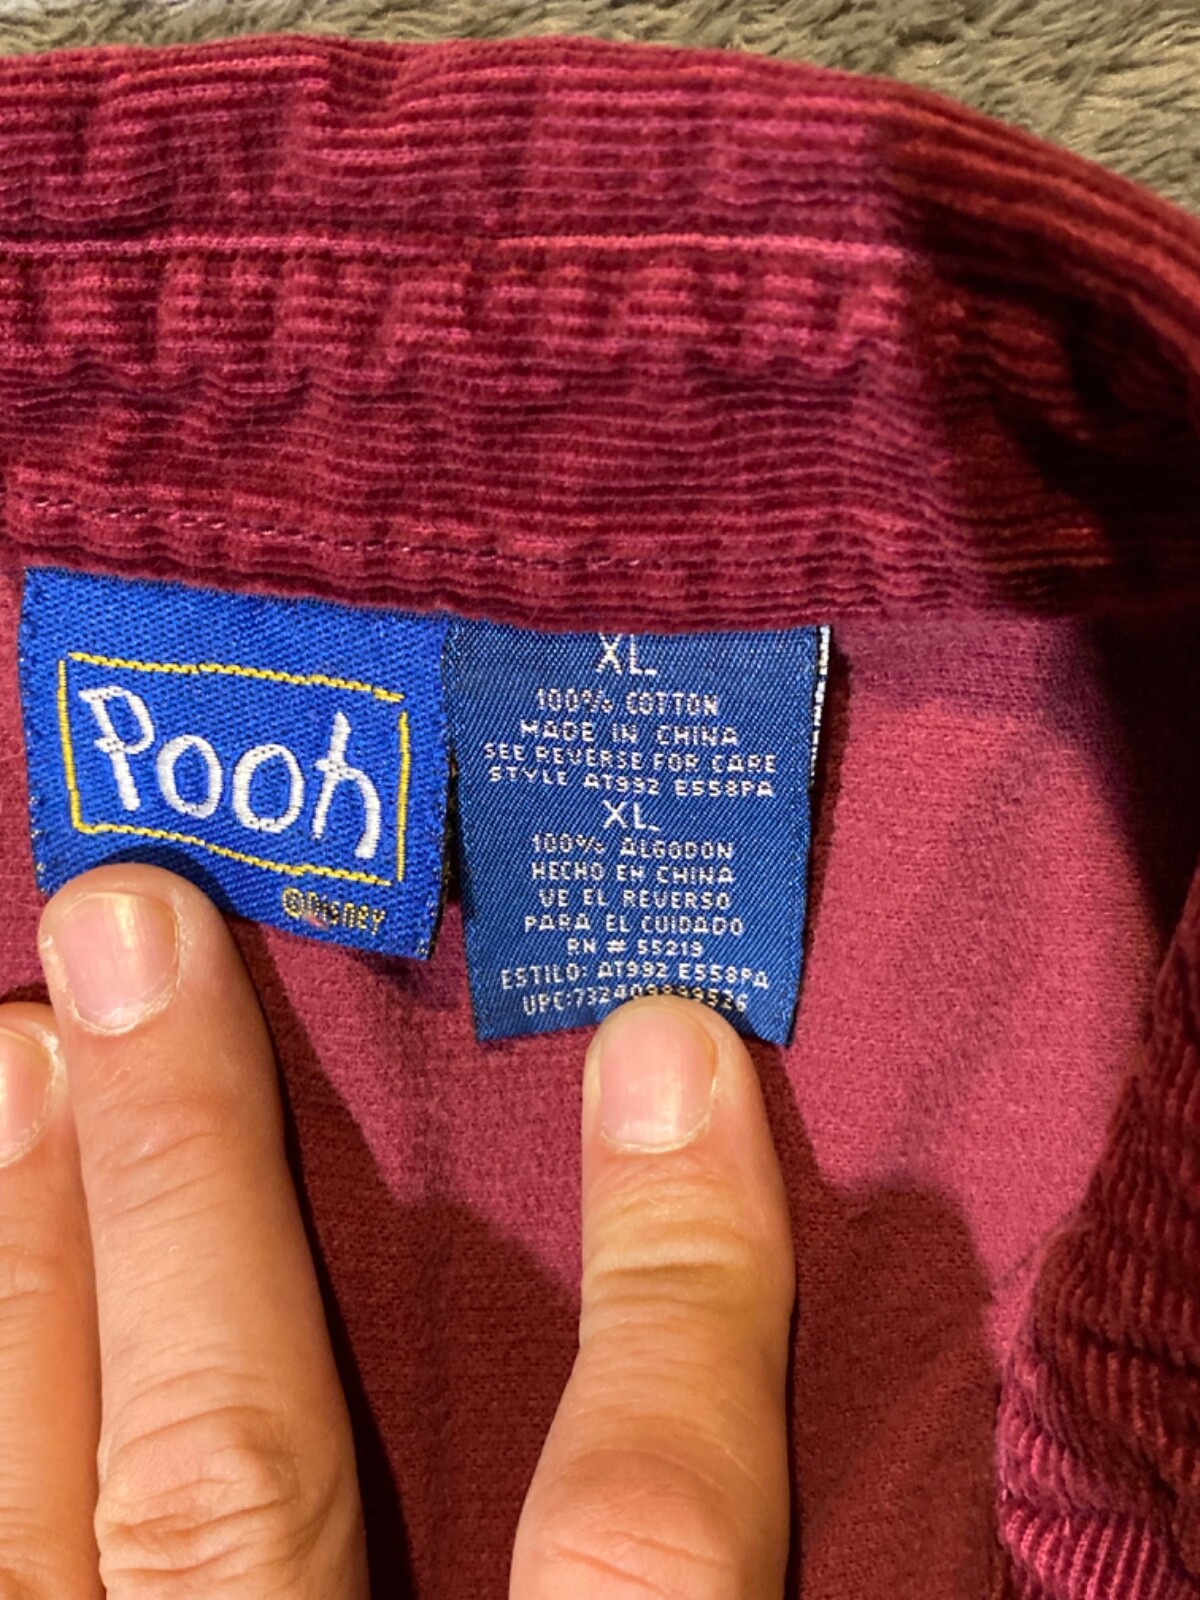 Pooh
©DISNEY
XL
100% COTTON
MADE IN CHINA
SEE REVERSE FOR CARE
STYLE AT992 E558PA
XL
100% ALGODON
HECHO EN CHINA
VE EL REVERSO
PARA EL CUIDADO
RN # 55219
ESTILO: AT992 E558PA